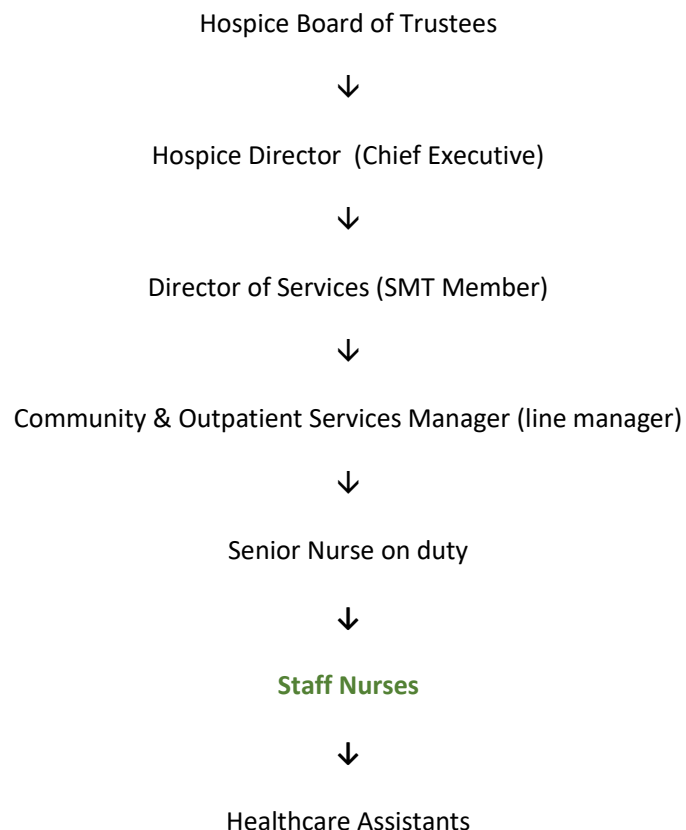 Hospice Board of Trustees
↓
Hospice Director  (Chief Executive)
↓
Director of Services (SMT Member)
↓
Community & Outpatient Services Manager (line manager)
↓
Senior Nurse on duty
↓
Staff Nurses
↓
Healthcare Assistants